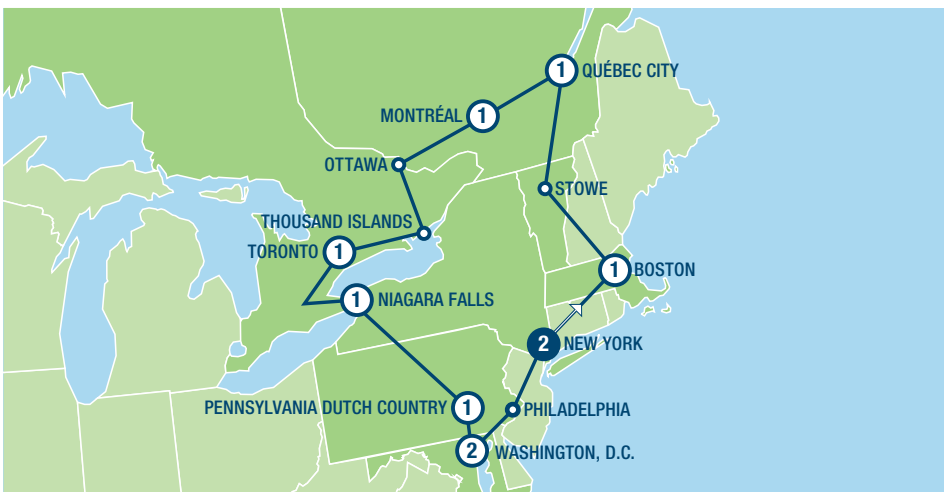 1 QUÉBEC CITY
MONTRÉAL 1
OTTAWA
STOWE
THOUSAND ISLANDS
TORONTO 1
1 BOSTON
1 NIAGARA FALLS
2 NEW YORK
PENNSYLVANIA DUTCH COUNTRY 1
PHILADELPHIA
2 WASHINGTON, D.C.